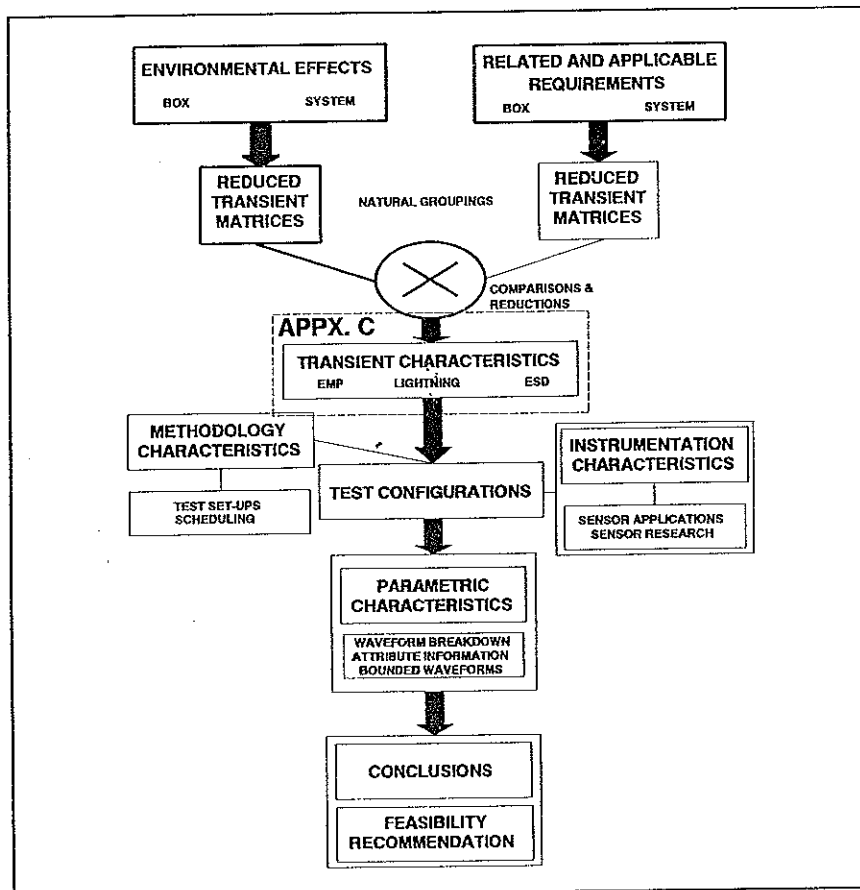 ENVIRONMENTAL EFFECTS
BOX SYSTEM
RELATED AND APPLICABLE
REQUIREMENTS
BOX SYSTEM
REDUCED
TRANSIENT
MATRICES
NATURAL GROUPINGS
REDUCED
TRANSIENT
MATRICES
COMPARISONS &
REDUCTIONS
APPX. C
TRANSIENT CHARACTERISTICS
EMP LIGHTNING ESD
METHODOLOGY
CHARACTERISTICS
TEST SET-UPS
SCHEDULING
TEST CONFIGURATIONS
INSTRUMENTATION
CHARACTERISTICS
SENSOR APPLICATIONS
SENSOR RESEARCH
PARAMETRIC
CHARACTERISTICS
WAVEFORM BREAKDOWN
ATTRIBUTE INFORMATION
BOUNDED WAVEFORMS
CONCLUSIONS
FEASIBILITY
RECOMMENDATION